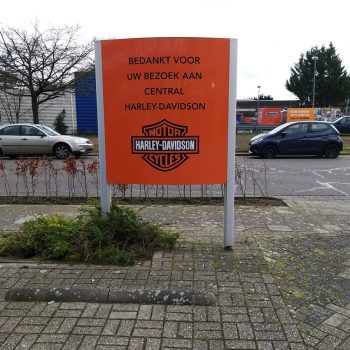 BEDANKT VOOR
UW BEZOEK AAN
CENTRAL
HARLEY-DAVIDSON
MOTOR
HARLEY-DAVIDSON
CYCLES